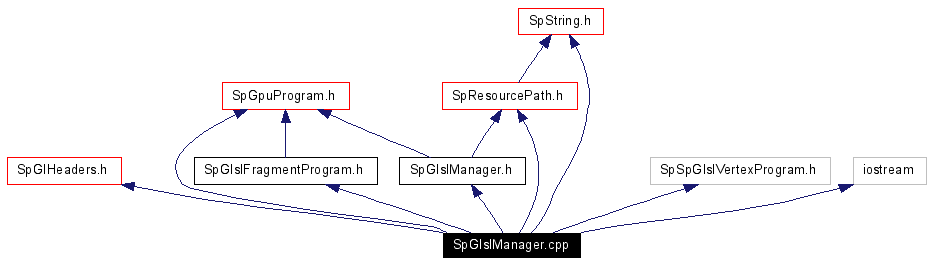 SpString.h
SpGpuProgram.h
SpResourcePath.h
SpGlHeaders.h
SpGlslFragmentProgram.h
SpGlslManager.h
SpSpGlslVertexProgram.h
iostream
SpGlslManager.cpp